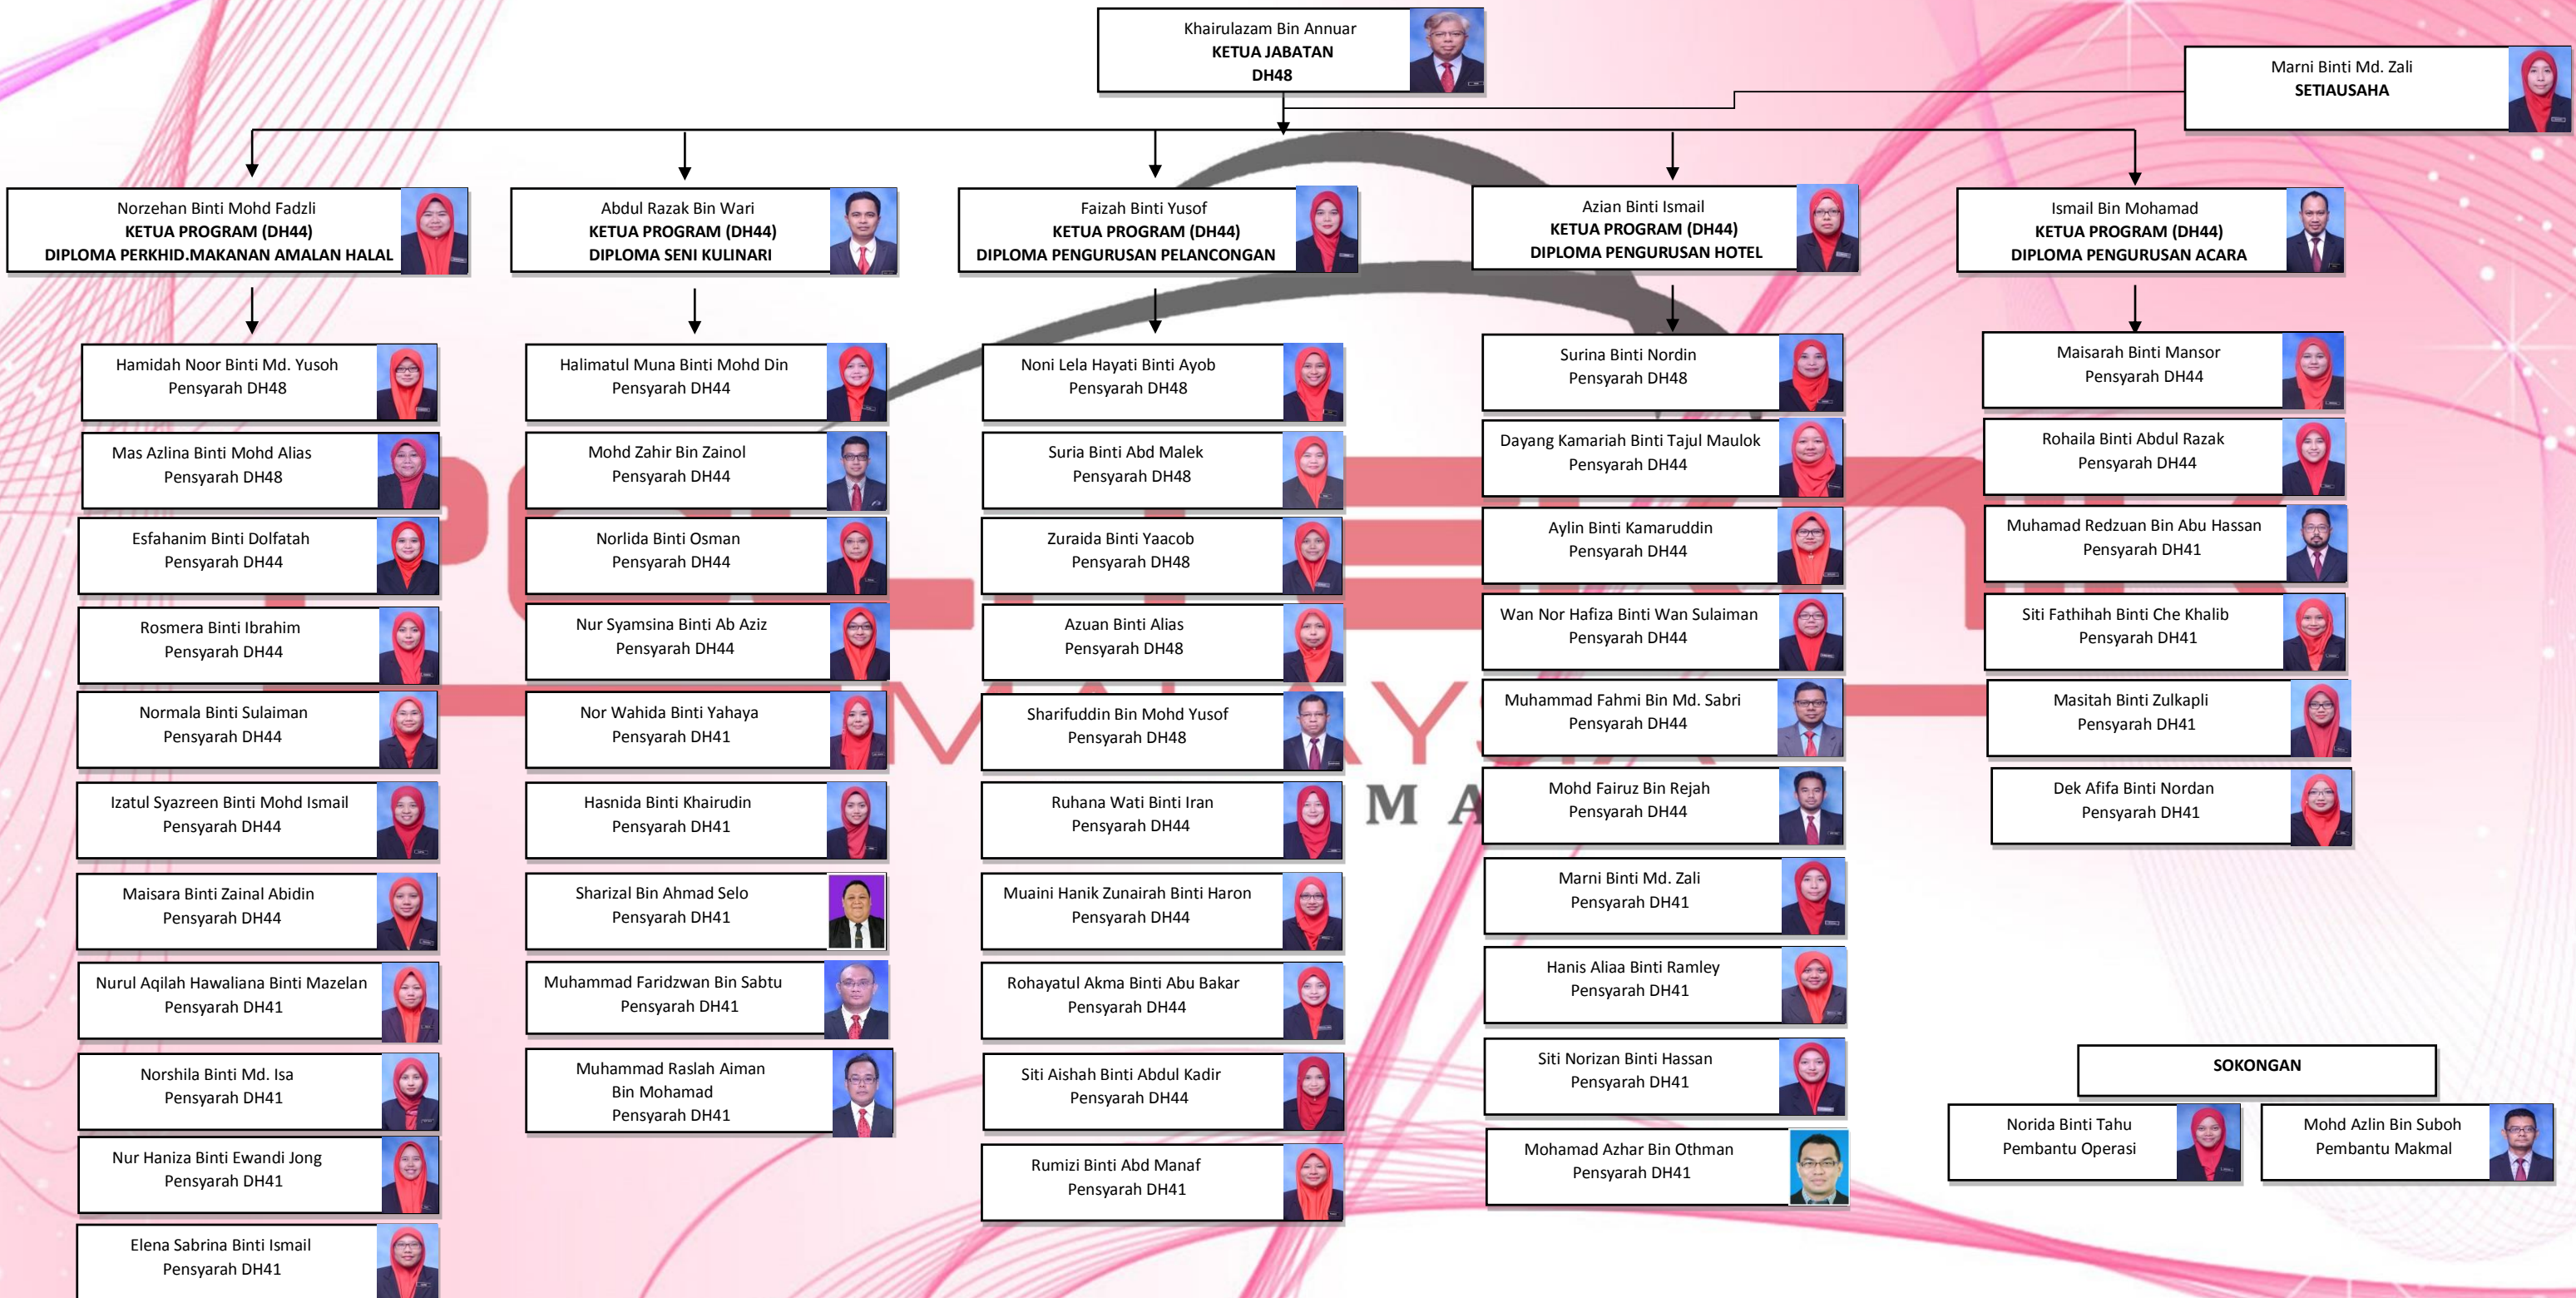 Khairulazam Bin Annuar
KETUA JABATAN
DH48
Marni Binti Md. Zali
SETIAUSAHA
Norzehan Binti Mohd Fadzli
KETUA PROGRAM (DH44)
DIPLOMA PERKHID.MAKANAN AMALAN HALAL
Abdul Razak Bin Wari
KETUA PROGRAM (DH44)
DIPLOMA SENI KULINARI
Faizah Binti Yusof
KETUA PROGRAM (DH44)
DIPLOMA PENGURUSAN PELANCONGAN
Azian Binti Ismail
KETUA PROGRAM (DH44)
DIPLOMA PENGURUSAN HOTEL
Ismail Bin Mohamad
KETUA PROGRAM (DH44)
DIPLOMA PENGURUSAN ACARA
Hamidah Noor Binti Md. Yusoh
Pensyarah DH48
Mas Azlina Binti Mohd Alias
Pensyarah DH48
Esfahanim Binti Dolfatah
Pensyarah DH44
Rosmera Binti Ibrahim
Pensyarah DH44
Normala Binti Sulaiman
Pensyarah DH44
Izatul Syazreen Binti Mohd Ismail
Pensyarah DH44
Maisara Binti Zainal Abidin
Pensyarah DH44
Nurul Aqilah Hawaliana Binti Mazelan
Pensyarah DH41
Norshila Binti Md. Isa
Pensyarah DH41
Nur Haniza Binti Ewandi Jong
Pensyarah DH41
Elena Sabrina Binti Ismail
Pensyarah DH41
Halimatul Muna Binti Mohd Din
Pensyarah DH44
Mohd Zahir Bin Zainol
Pensyarah DH44
Norlida Binti Osman
Pensyarah DH44
Nur Syamsina Binti Ab Aziz
Pensyarah DH44
Nor Wahida Binti Yahaya
Pensyarah DH41
Hasnida Binti Khairudin
Pensyarah DH41
Sharizal Bin Ahmad Selo
Pensyarah DH41
Muhammad Faridzwan Bin Sabtu
Pensyarah DH41
Muhammad Raslah Aiman
Bin Mohamad
Pensyarah DH41
Noni Lela Hayati Binti Ayob
Pensyarah DH48
Suria Binti Abd Malek
Pensyarah DH48
Zuraida Binti Yaacob
Pensyarah DH48
Azuan Binti Alias
Pensyarah DH48
Sharifuddin Bin Mohd Yusof
Pensyarah DH48
Ruhana Wati Binti Iran
Pensyarah DH44
Muaini Hanik Zunairah Binti Haron
Pensyarah DH44
Rohayatul Akma Binti Abu Bakar
Pensyarah DH44
Siti Aishah Binti Abdul Kadir
Pensyarah DH44
Rumizi Binti Abd Manaf
Pensyarah DH41
Surina Binti Nordin
Pensyarah DH48
Dayang Kamariah Binti Tajul Maulok
Pensyarah DH44
Aylin Binti Kamaruddin
Pensyarah DH44
Wan Nor Hafiza Binti Wan Sulaiman
Pensyarah DH44
Muhammad Fahmi Bin Md. Sabri
Pensyarah DH44
Mohd Fairuz Bin Rejah
Pensyarah DH44
Marni Binti Md. Zali
Pensyarah DH41
Hanis Aliaa Binti Ramley
Pensyarah DH41
Siti Norizan Binti Hassan
Pensyarah DH41
Mohamad Azhar Bin Othman
Pensyarah DH41
Maisarah Binti Mansor
Pensyarah DH44
Rohaila Binti Abdul Razak
Pensyarah DH44
Muhamad Redzuan Bin Abu Hassan
Pensyarah DH41
Siti Fathihah Binti Che Khalib
Pensyarah DH41
Masitah Binti Zulkapli
Pensyarah DH41
Dek Afifa Binti Nordan
Pensyarah DH41
SOKONGAN
Norida Binti Tahu
Pembantu Operasi
Mohd Azlin Bin Suboh
Pembantu Makmal